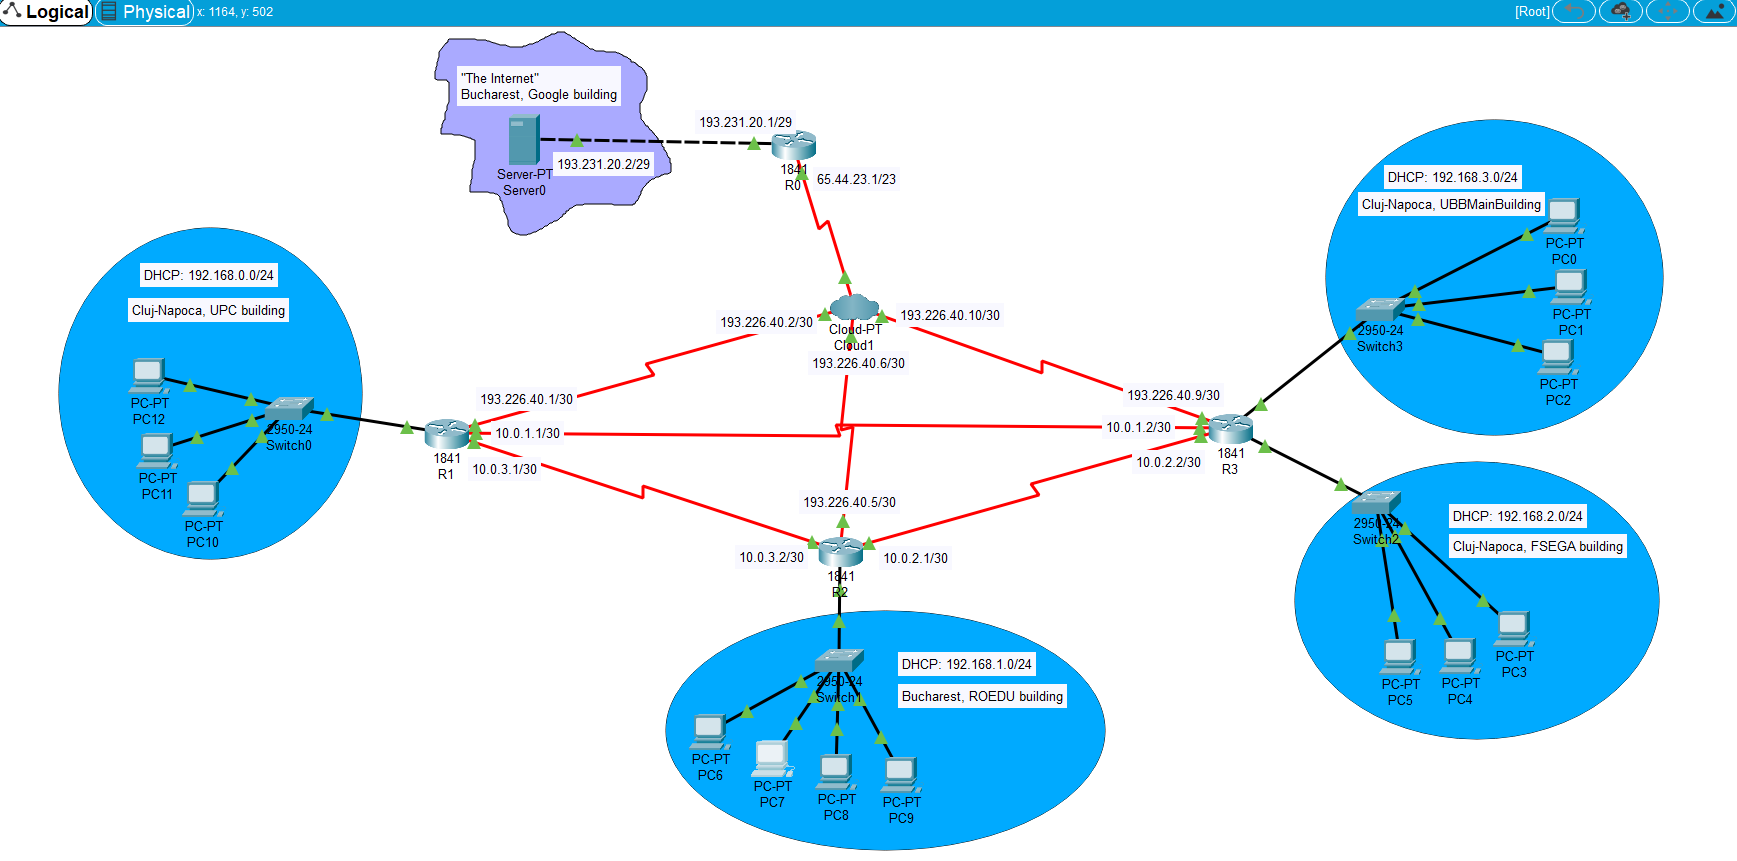 Logical
Physical
x: 1164, y: 502
[Root]
"The Internet"
Bucharest, Google building
193.231.20.1/29
193.231.20.2/29
Server-PT
Server0
1841
R0
65.44.23.1/23
DHCP: 192.168.3.0/24
Cluj-Napoca, UBBMainBuilding
PC-PT
PC0
PC-PT
PC1
2950-24
Switch3
PC-PT
PC2
DHCP: 192.168.0.0/24
Cluj-Napoca, UPC building
193.226.40.2/30
193.226.40.10/30
Cloud-PT
Cloud1
193.226.40.6/30
PC-PT
PC12
2950-24
Switch0
PC-PT
PC11
PC-PT
PC10
193.226.40.1/30
10.0.1.1/30
1841
R1
10.0.3.1/30
193.226.40.9/30
10.0.1.2/30
10.0.2.2/30
1841
R3
193.226.40.5/30
10.0.3.2/30
10.0.2.1/30
1841
R2
2950-24
Switch2
DHCP: 192.168.2.0/24
Cluj-Napoca, FSEGA building
PC-PT
PC3
PC-PT
PC4
PC-PT
PC5
2950-24
Switch1
DHCP: 192.168.1.0/24
Bucharest, ROEDU building
PC-PT
PC6
PC-PT
PC7
PC-PT
PC8
PC-PT
PC9